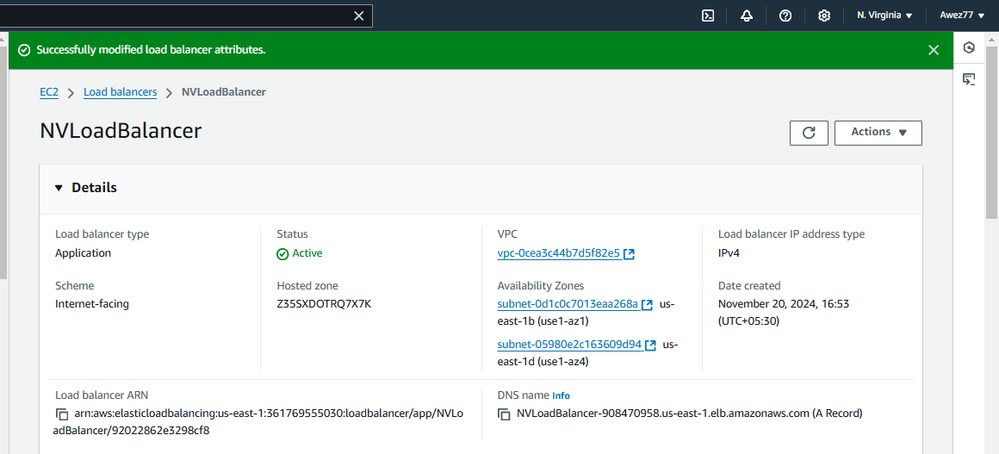 N. Virginia Awez77
Successfully modified load balancer attributes.
EC2 Load balancers NVLoadBalancer
NVLoadBalancer
Actions
Details
Load balancer type
Application
Status
Active
VPC
vpc-0cea3c44b7d5f82e5
Load balancer IP address type
IPv4
Scheme
Internet-facing
Hosted zone
Z35SXDOTRQ7X7K
Availability Zones
subnet-0d1c0c7013eaa268a us-
east-1b (use1-az1)
subnet-05980e2c163609d94 us-
east-1d (use1-az4)
Date created
November 20, 2024, 16:53
(UTC+05:30)
Load balancer ARN
arn:aws:elasticloadbalancing:us-east-1:361769555030:loadbalancer/app/NVLo
adBalancer/92022862e3298cf8
DNS name Info
NVLoadBalancer-908470958.us-east-1.elb.amazonaws.com (A Record)